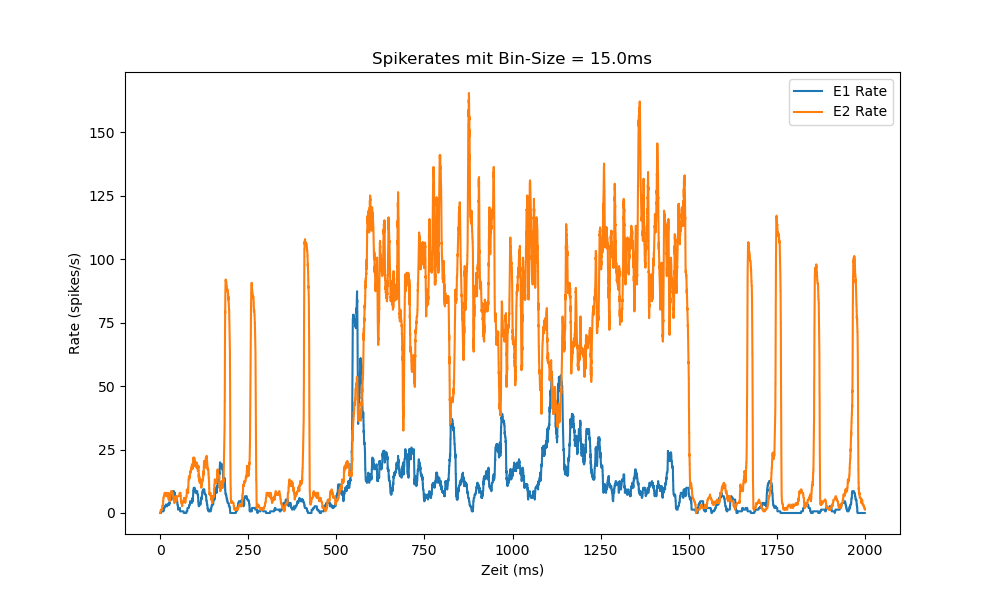 Spikerates mit Bin-Size = 15.0ms
E1 Rate
E2 Rate
150
125
100
75
50
25
0
Rate (spikes/s)
0 250 500 750 1000 1250 1500 1750 2000
Zeit (ms)